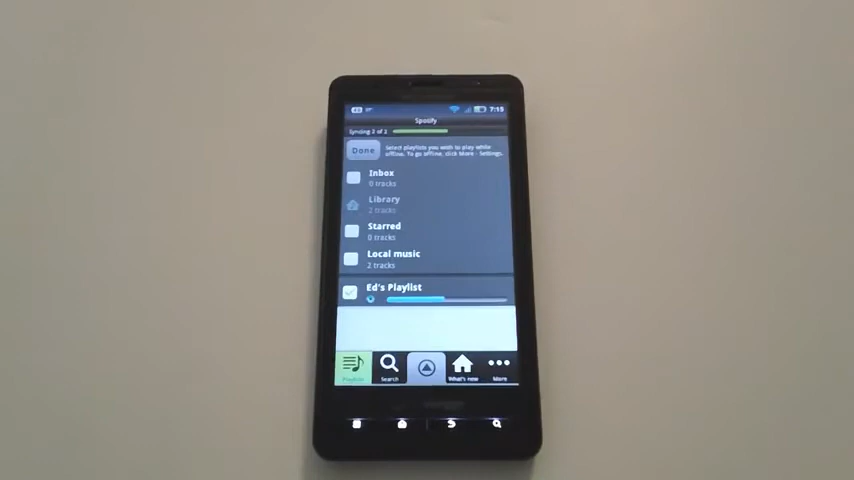 7:15
Spotify
Syncing 2 of 2
Done
Select playlists you wish to play while
offline. To go offline, click More - Settings.
Inbox
0 tracks
Library
2 tracks
Starred
0 tracks
Local music
2 tracks
Ed's Playlist
Playlists
Search
What's new
More